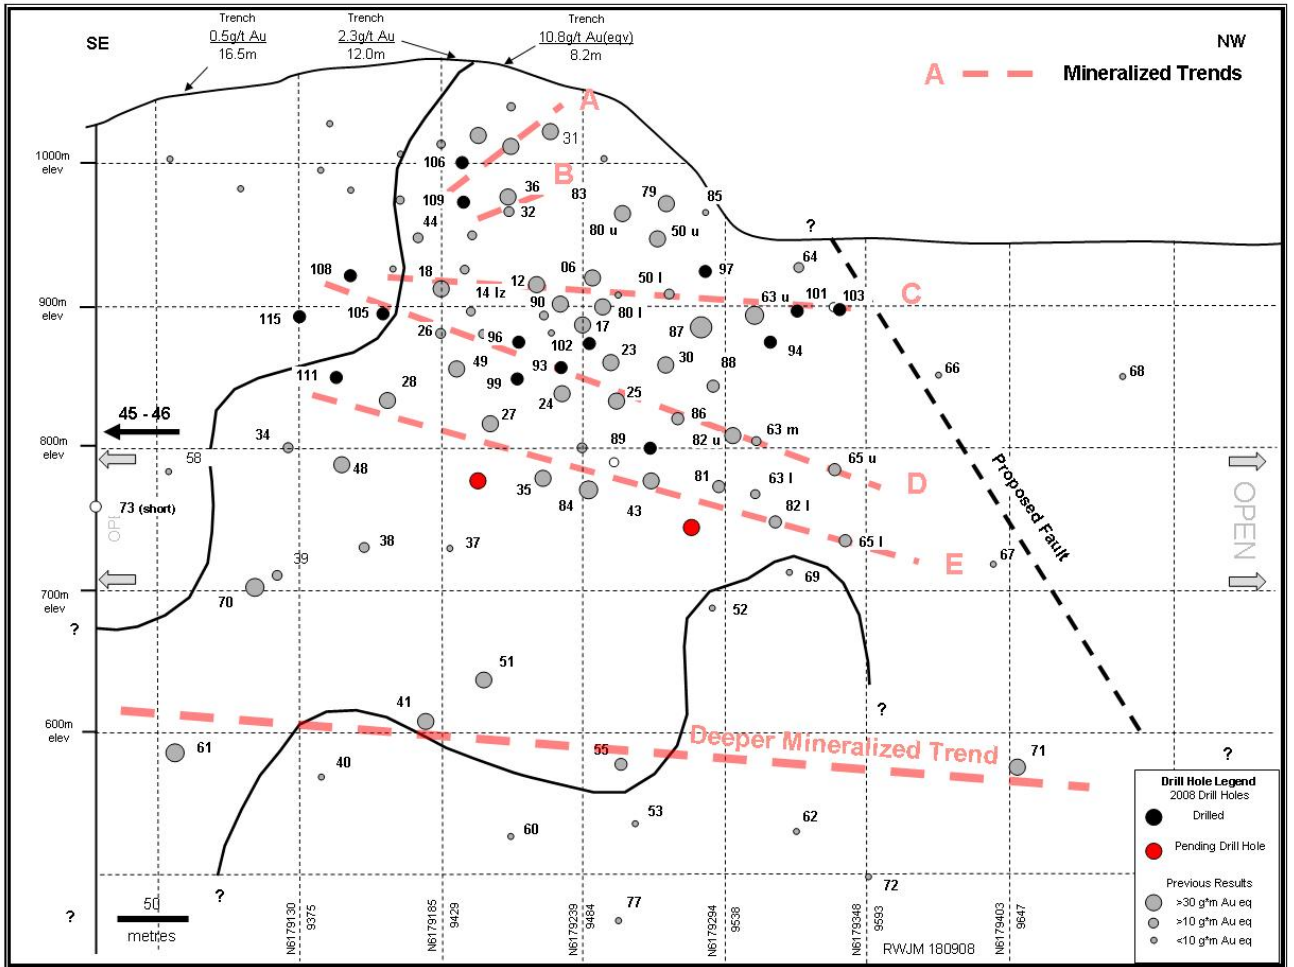 Trench
0.5g/t Au
16.5m
Trench
2.3g/t Au
12.0m
Trench
10.8g/t Au(eqv)
8.2m
SE
NW
A
Mineralized Trends
A
31
1000m
elev
106
B
36
83
79
85
109
32
44
80 u
50 u
?
108
18
12
06
50 l
97
64
14 lz
90
80 l
63 u
101
103
C
900m
elev
115
105
26
96
102
17
87
94
23
30
88
49
93
99
111
28
24
25
66
68
45 - 46
27
86
63 m
34
89
82 u
800m
elev
58
48
65 u
Proposed Fault
35
84
43
81
63 l
D
OPEN
73 (short)
82 l
38
37
65 l
E
39
67
69
70
700m
elev
52
?
51
41
?
600m
elev
61
Deeper Mineralized Trend
55
71
?
40
53
62
60
72
?
77
?
50
metres
N6179130
9375
N6179185
9429
N6179239
9484
N6179294
9538
N6179348
9593
N6179403
9647
RWJM 180908
Drill Hole Legend
2008 Drill Holes
Drilled
Pending Drill Hole
Previous Results
>30 g*m Au eq
>10 g*m Au eq
<10 g*m Au eq